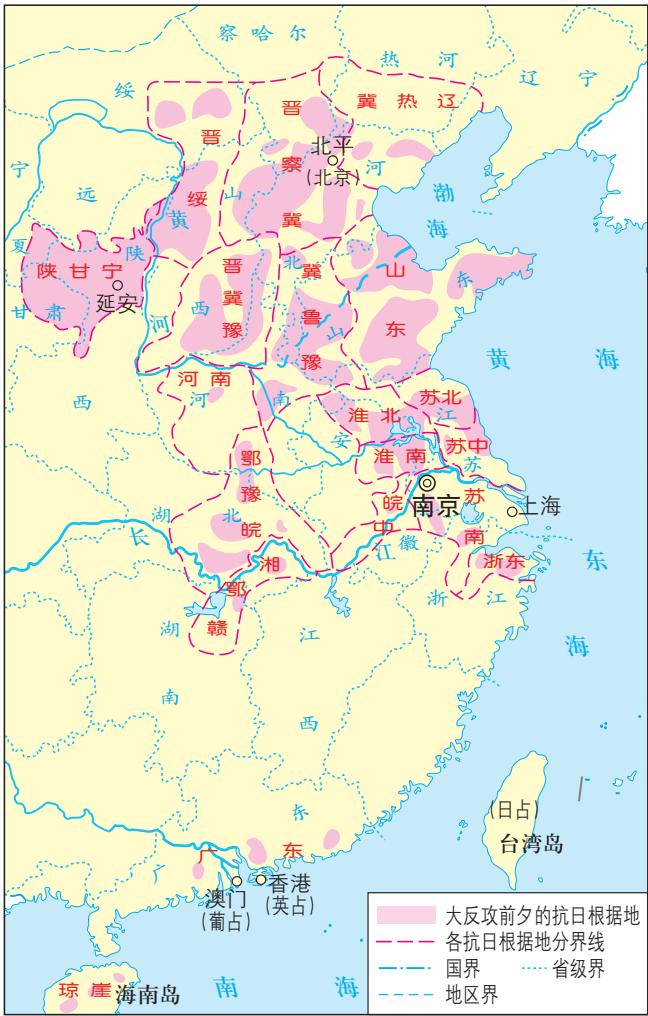 察哈尔
热河
辽宁
绥
晋
冀热辽
晋
北平
(北京)
察
河
宁
远
山
绥
黄
冀
渤
海
夏
陕
陕甘宁
延安
甘肃
晋
冀
豫
西
北
冀
鲁
豫
山
山
东
东
河
黄海
河南
河
南
西
淮北
苏北
江
安
淮南
苏中
苏
鄂
豫
皖
北
湖
长
皖
中
南京
苏
南
上海
江
徽
湘
鄂
赣
浙东
浙江
东
海
湖
南
江
西
(日占)
台湾岛
东
广东
广
澳门
(葡占)
香港
(英占)
琼崖
海南岛
南海
大反攻前夕的抗日根据地
各抗日根据地分界线
国界
省级界
地区界